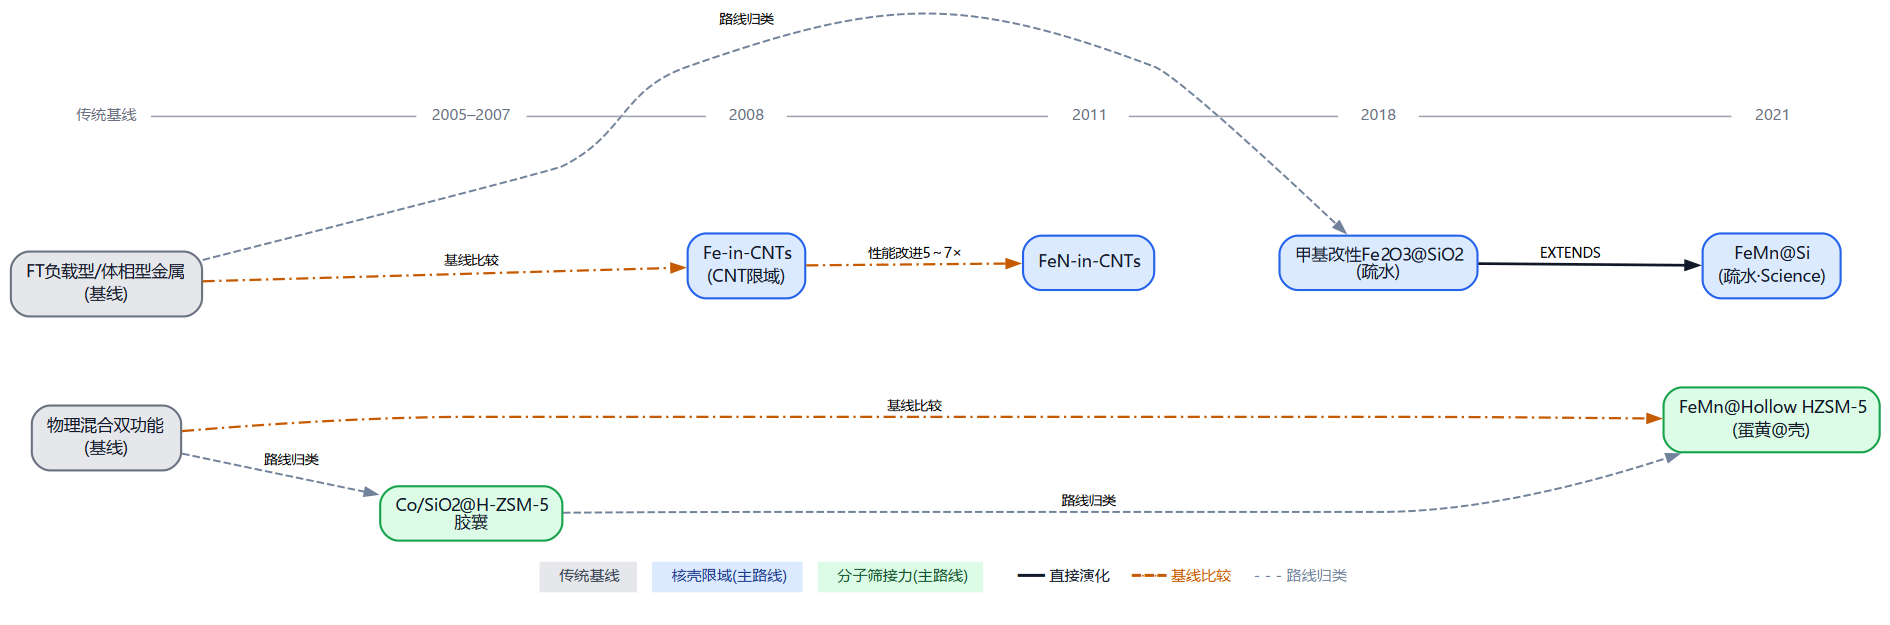 路线归类
传统基线
2005–2007
2008
2011
2018
2021
FT负载型/体相型金属
(基线)
基线比较
Fe-in-CNTs
(CNT限域)
性能改进5~7×
FeN-in-CNTs
甲基改性Fe2O3@SiO2
(疏水)
EXTENDS
FeMn@Si
(疏水·Science)
物理混合双功能
(基线)
基线比较
FeMn@Hollow HZSM-5
(蛋黄@壳)
路线归类
Co/SiO2@H-ZSM-5
胶囊
路线归类
传统基线
核壳限域(主路线)
分子筛接力(主路线)
直接演化
基线比较
路线归类